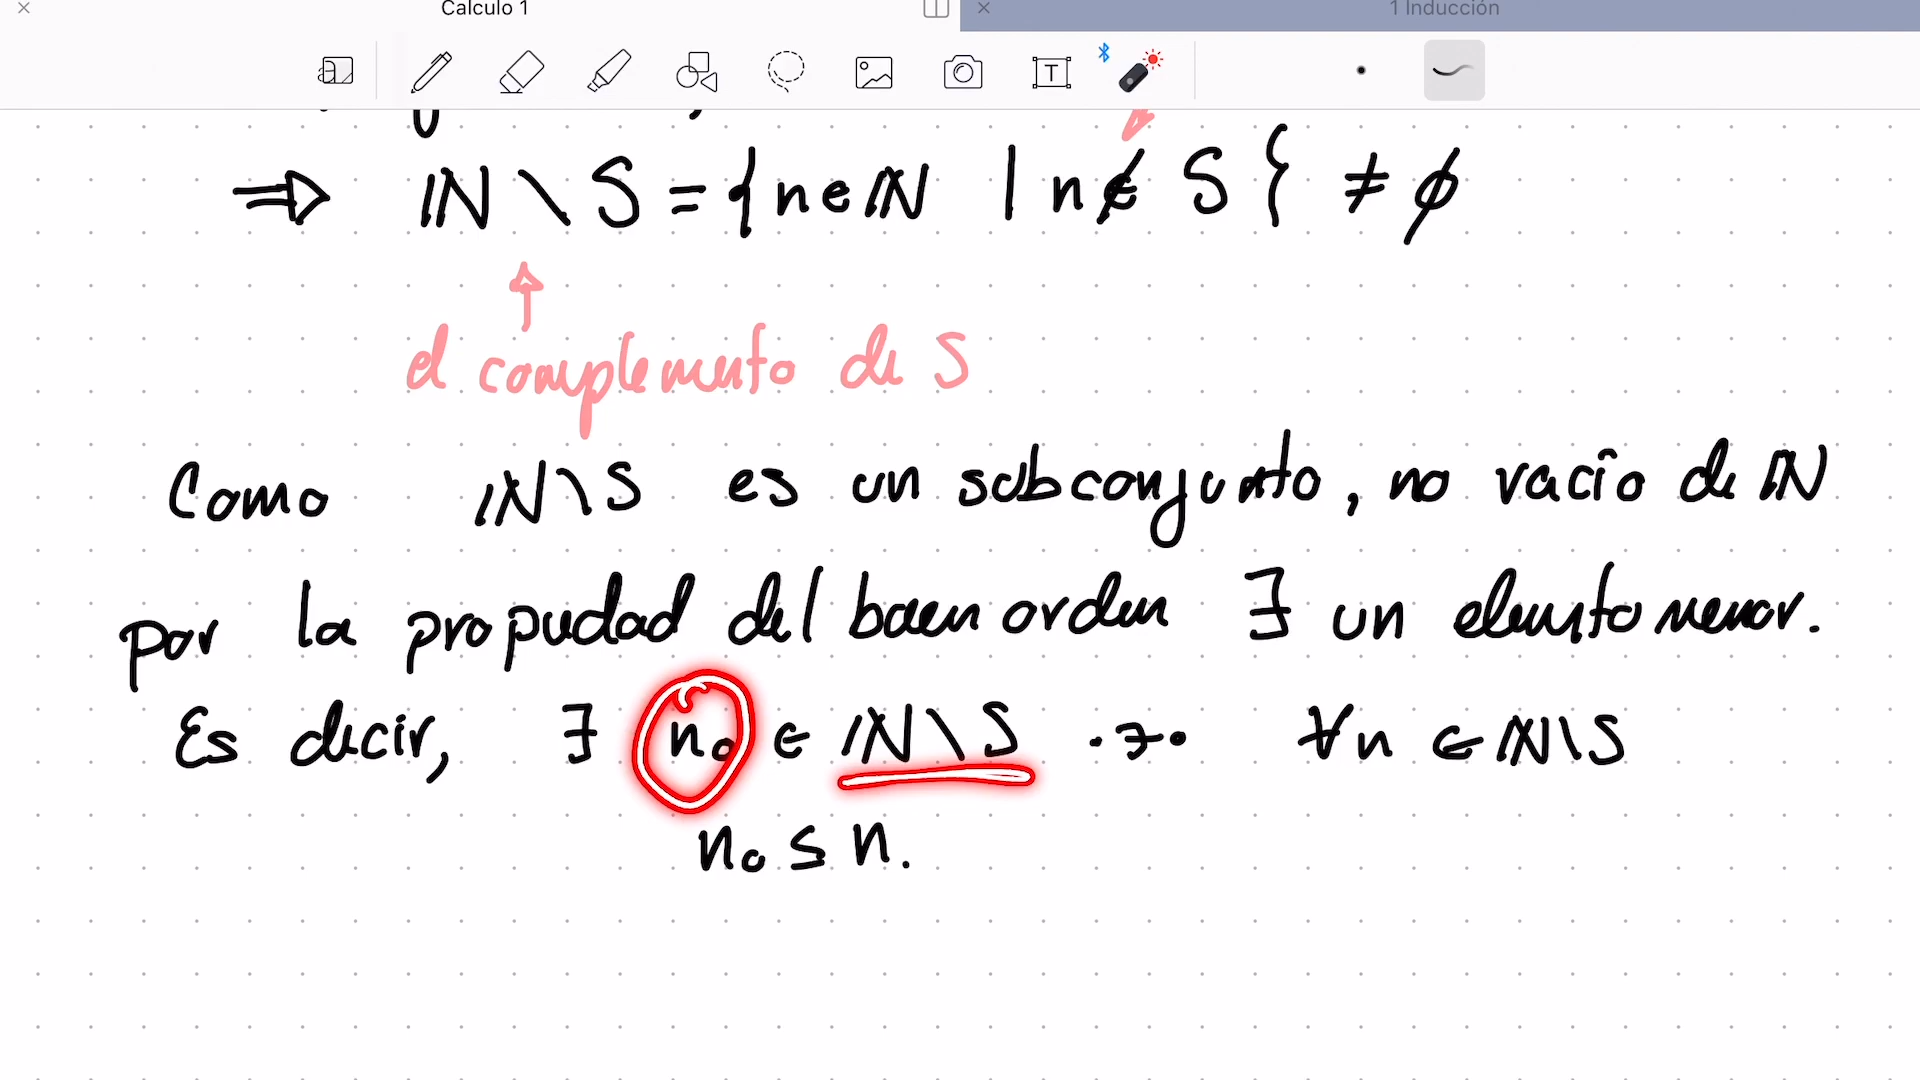 Calculo 1
1 Inducción
⇒ ℕ \ S = {n ∈ ℕ | n ∉ S} ≠ ∅
el complemento de S
Como ℕ\S es un subconjunto, no vacío de ℕ
por la propiedad del buen orden ∃ un elemento menor.
Es decir, ∃ n₀ ∈ ℕ\S ·∋· ∀n ∈ ℕ\S
n₀ ≤ n.